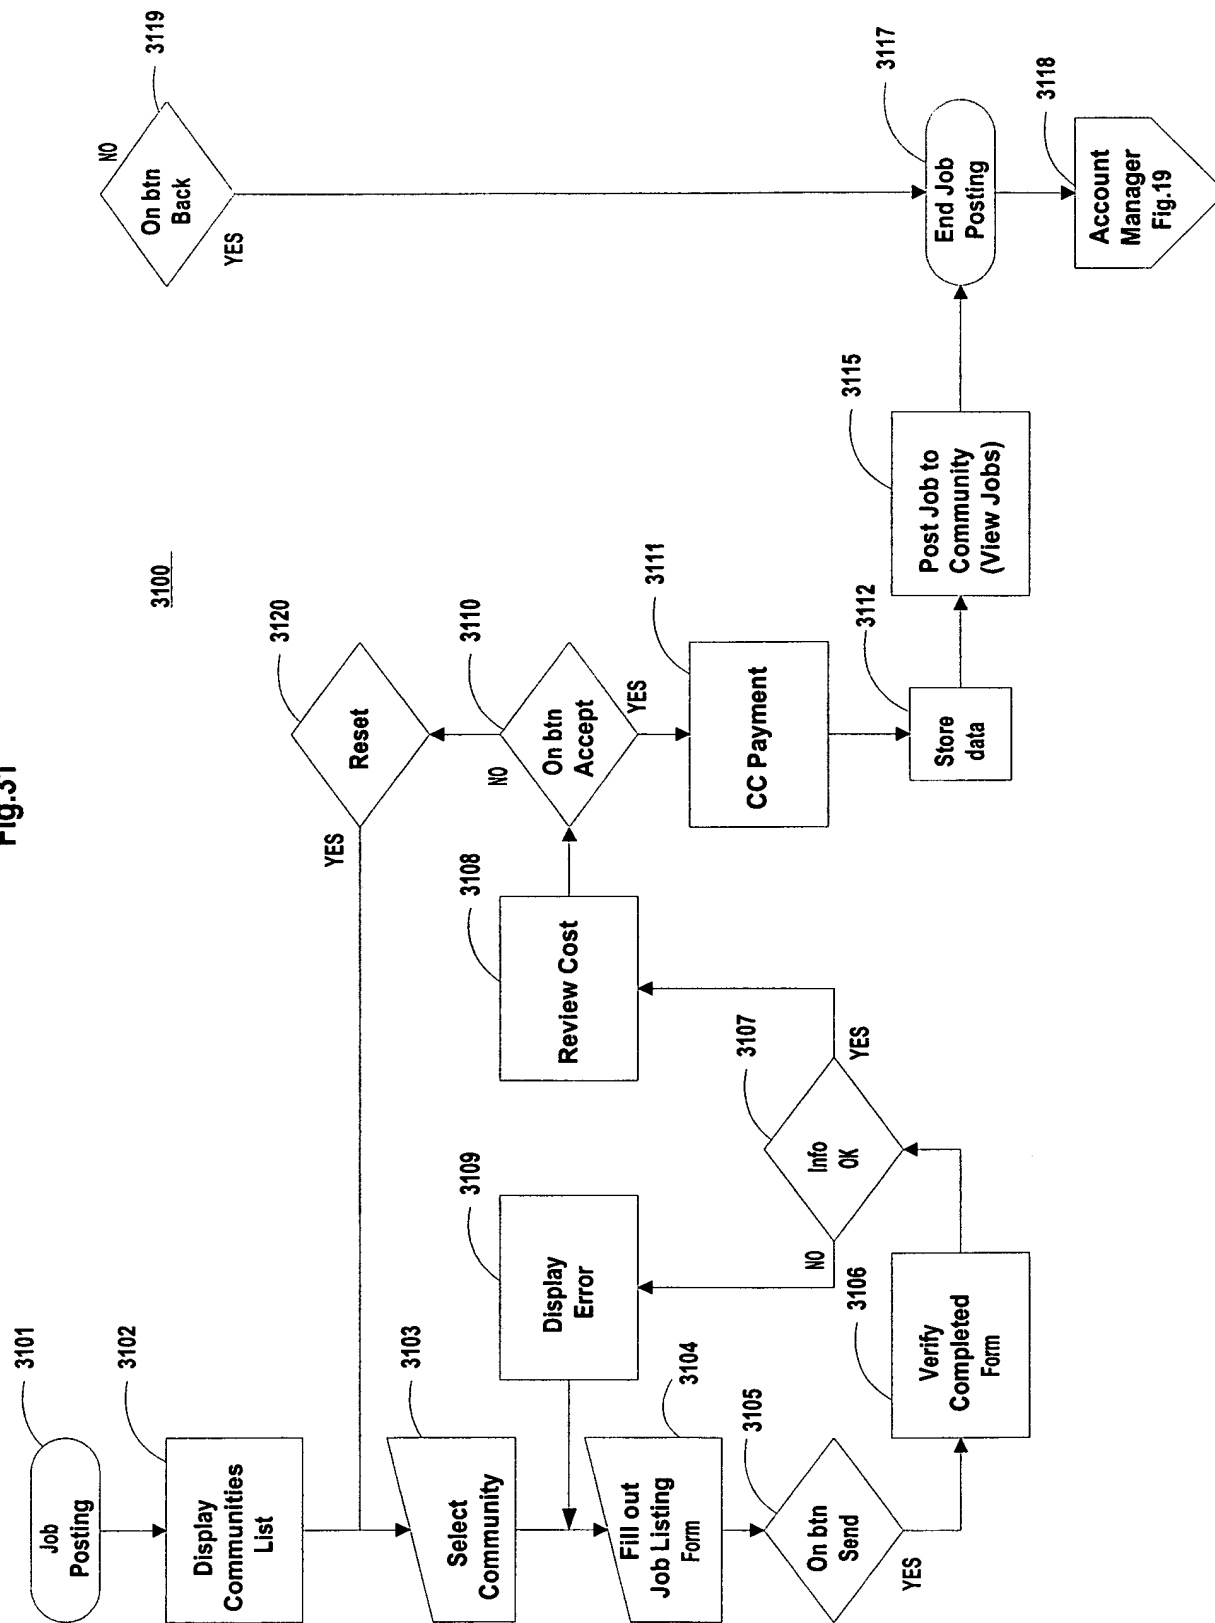 Fig.31
3100
Job
Posting
3101
Display
Communities
List
3102
Select
Community
3103
Fill out
Job Listing
Form
3104
On btn
Send
3105
YES
Verify
Completed
Form
3106
Info
OK
3107
NO
YES
Display
Error
3109
Review Cost
3108
On btn
Accept
3110
NO
YES
Reset
3120
YES
CC Payment
3111
Store
data
3112
Post Job to
Community
(View Jobs)
3115
On btn
Back
3119
NO
YES
End Job
Posting
3117
Account
Manager
Fig.19
3118